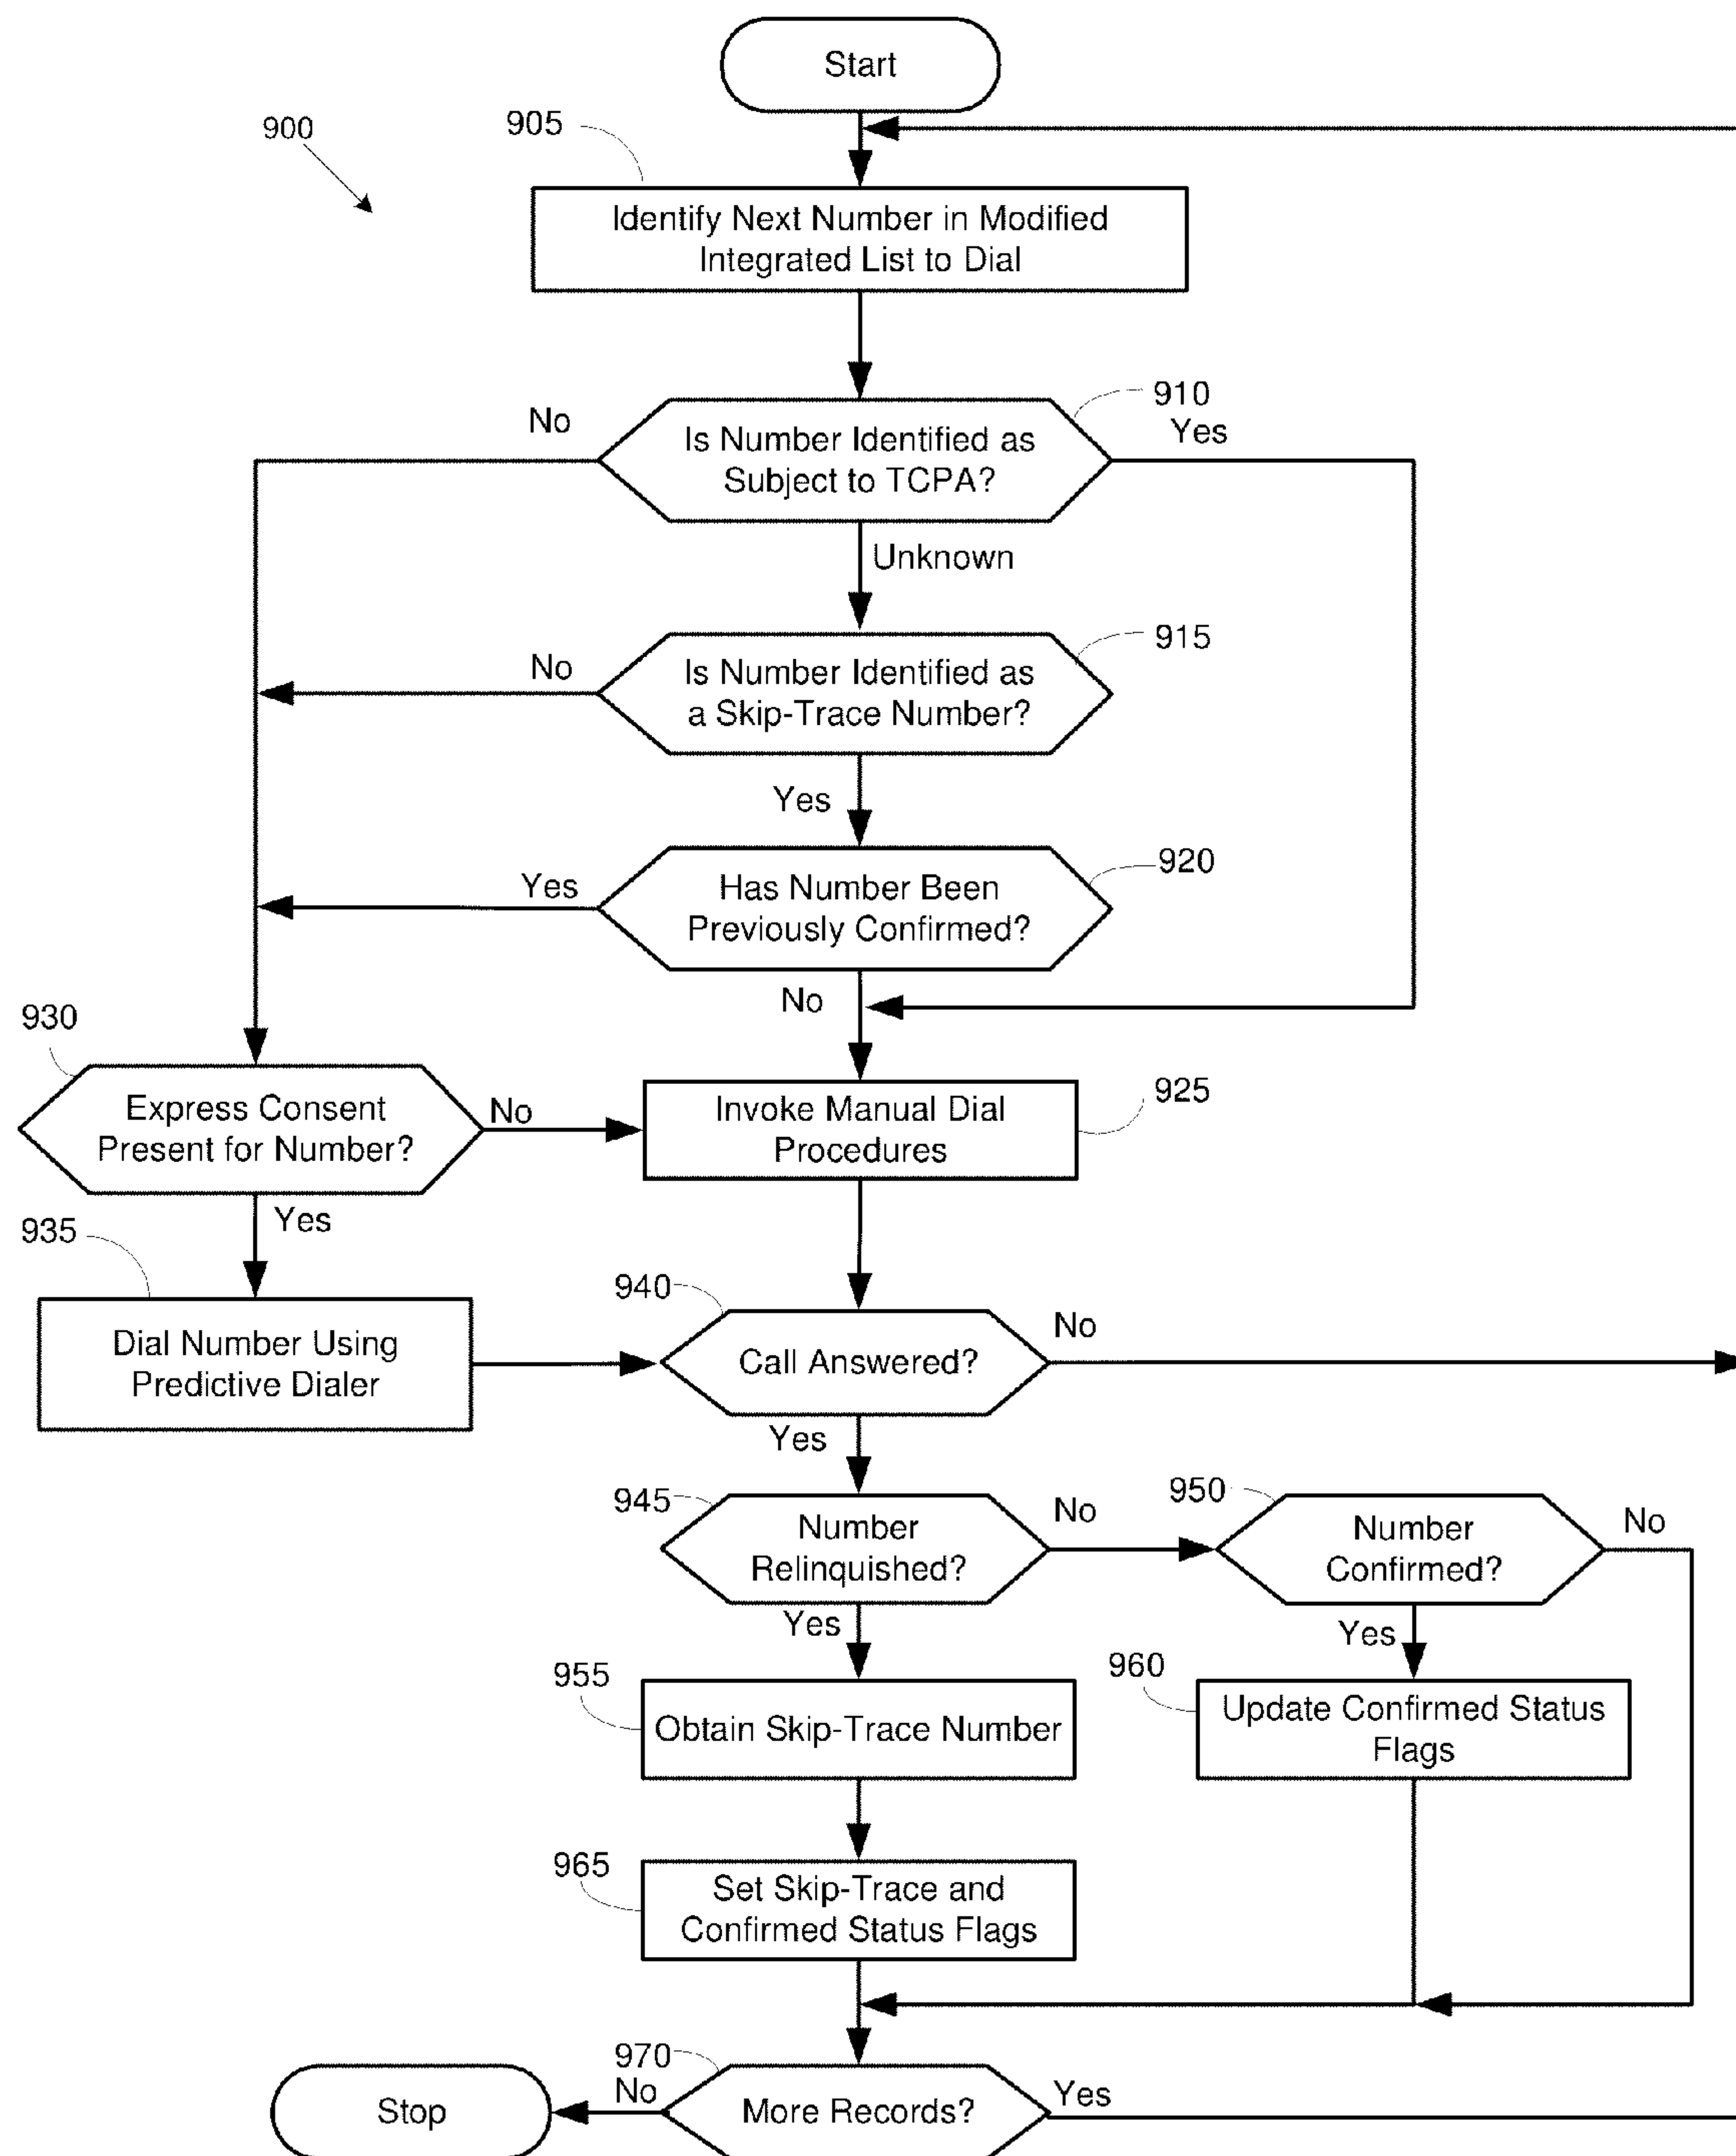 Start
900
905
Identify Next Number in Modified
Integrated List to Dial
910
No
Yes
Is Number Identified as
Subject to TCPA?
Unknown
915
No
Is Number Identified as
a Skip-Trace Number?
Yes
920
Yes
Has Number Been
Previously Confirmed?
No
930
Express Consent
Present for Number?
No
925
Invoke Manual Dial
Procedures
Yes
935
Dial Number Using
Predictive Dialer
940
Call Answered?
No
Yes
945
Number
Relinquished?
No
950
Number
Confirmed?
No
Yes
Yes
955
Obtain Skip-Trace Number
960
Update Confirmed Status
Flags
965
Set Skip-Trace and
Confirmed Status Flags
970
More Records?
No
Yes
Stop